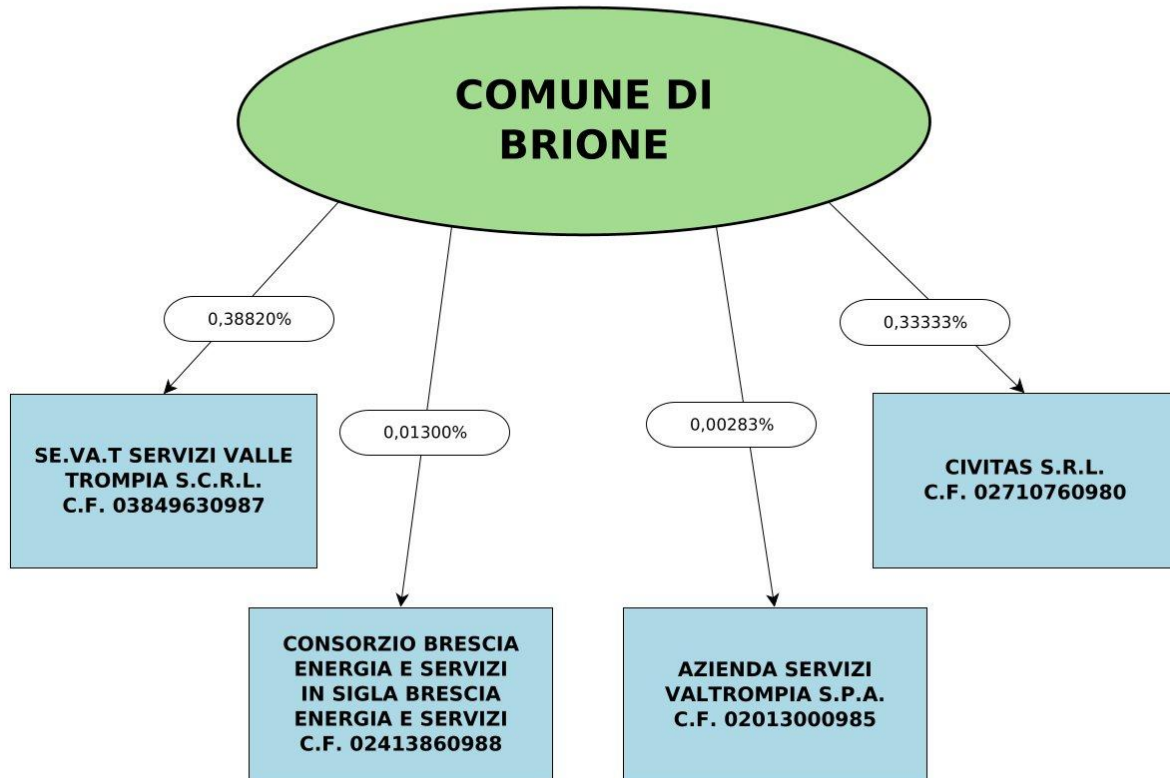 COMUNE DI
BRIONE
0,38820%
0,33333%
0,01300%
0,00283%
SE.VA.T SERVIZI VALLE
TROMPIA S.C.R.L.
C.F. 03849630987
CIVITAS S.R.L.
C.F. 02710760980
CONSORZIO BRESCIA
ENERGIA E SERVIZI
IN SIGLA BRESCIA
ENERGIA E SERVIZI
C.F. 02413860988
AZIENDA SERVIZI
VALTROMPIA S.P.A.
C.F. 02013000985